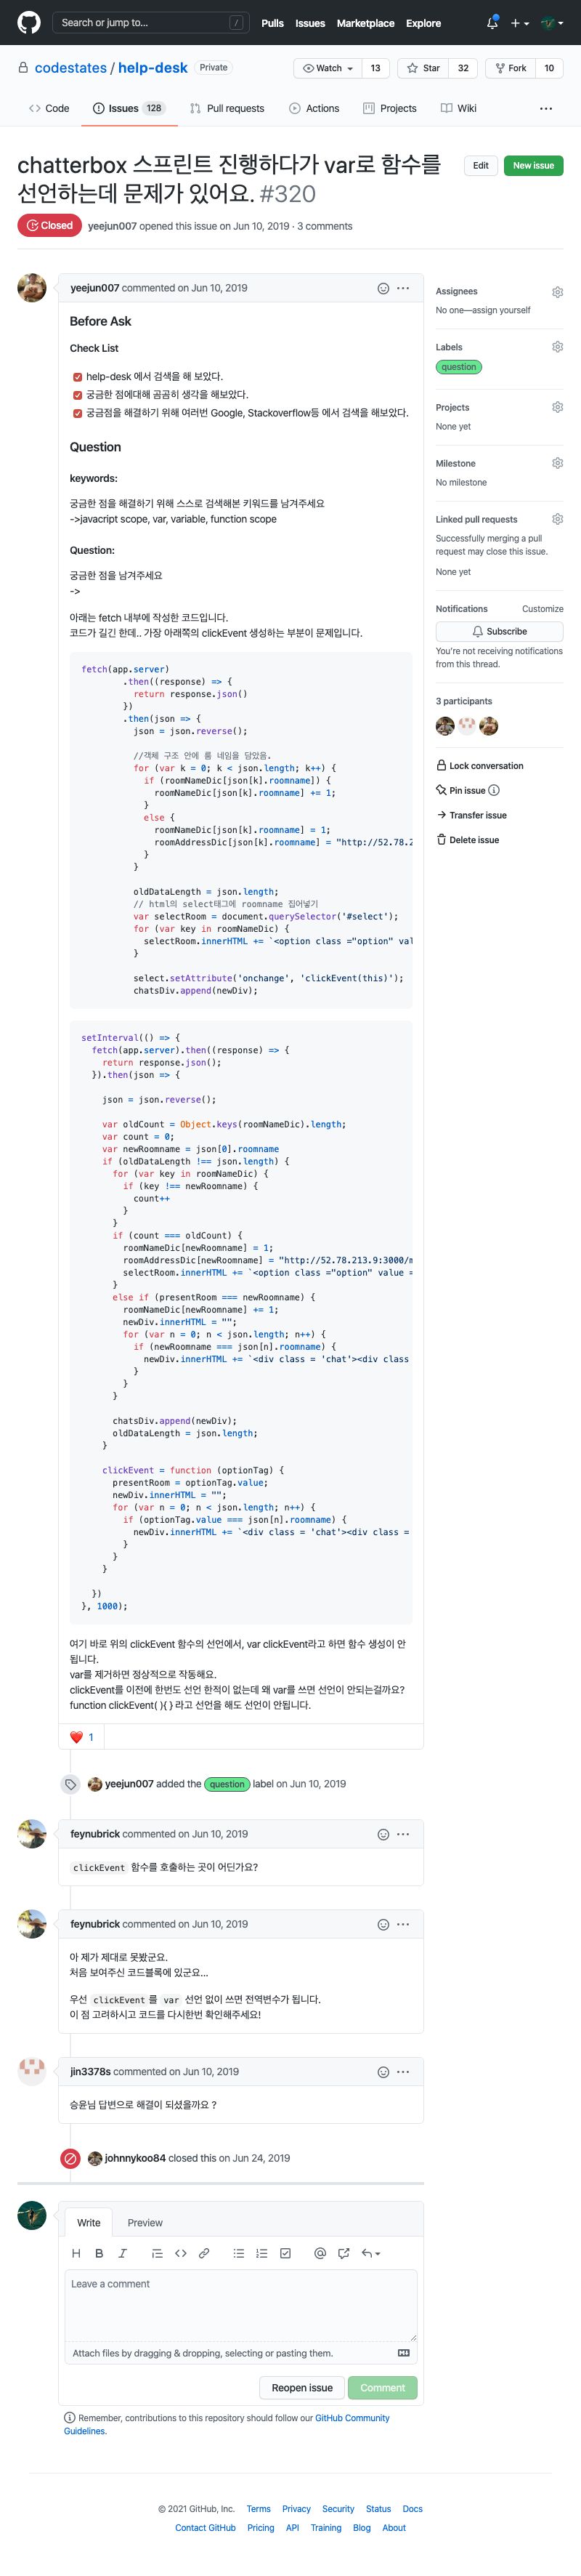 Search or jump to... /
Pulls Issues Marketplace Explore
codestates / help-desk Private
Watch 13 Star 32 Fork 10
Code Issues 128 Pull requests Actions Projects Wiki
chatterbox 스프린트 진행하다가 var로 함수를
선언하는데 문제가 있어요. #320
Edit New issue
Closed yeejun007 opened this issue on Jun 10, 2019 · 3 comments
yeejun007 commented on Jun 10, 2019
Before Ask
Check List
help-desk 에서 검색을 해 보았다.
궁금한 점에대해 곰곰히 생각을 해보았다.
궁금점을 해결하기 위해 여러번 Google, Stackoverflow등 에서 검색을 해보았다.
Question
keywords:
궁금한 점을 해결하기 위해 스스로 검색해본 키워드를 남겨주세요
->javacript scope, var, variable, function scope
Question:
궁금한 점을 남겨주세요
->
아래는 fetch 내부에 작성한 코드입니다.
코드가 길긴 한데.. 가장 아래쪽의 clickEvent 생성하는 부분이 문제입니다.
fetch(app.server)
.then((response) => {
return response.json()
})
.then(json => {
json = json.reverse();
//객체 구조 안에 룸 네임을 담았음.
for (var k = 0; k < json.length; k++) {
if (roomNameDic[json[k].roomname]) {
roomNameDic[json[k].roomname] += 1;
}
else {
roomNameDic[json[k].roomname] = 1;
roomAddressDic[json[k].roomname] = "http://52.78.2
}
}
oldDataLength = json.length;
// html의 select태그에 roomname 집어넣기
var selectRoom = document.querySelector('#select');
for (var key in roomNameDic) {
selectRoom.innerHTML += `<option class ="option" val
}
select.setAttribute('onchange', 'clickEvent(this)');
chatsDiv.append(newDiv);
setInterval(() => {
fetch(app.server).then((response) => {
return response.json();
}).then(json => {
json = json.reverse();
var oldCount = Object.keys(roomNameDic).length;
var count = 0;
var newRoomname = json[0].roomname
if (oldDataLength !== json.length) {
for (var key in roomNameDic) {
if (key !== newRoomname) {
count++
}
}
if (count === oldCount) {
roomNameDic[newRoomname] = 1;
roomAddressDic[newRoomname] = "http://52.78.213.9:3000/m
selectRoom.innerHTML += `<option class ="option" value =
}
else if (presentRoom === newRoomname) {
roomNameDic[newRoomname] += 1;
newDiv.innerHTML = "";
for (var n = 0; n < json.length; n++) {
if (newRoomname === json[n].roomname) {
newDiv.innerHTML += `<div class = 'chat'><div class
}
}
}
chatsDiv.append(newDiv);
oldDataLength = json.length;
}
clickEvent = function (optionTag) {
presentRoom = optionTag.value;
newDiv.innerHTML = "";
for (var n = 0; n < json.length; n++) {
if (optionTag.value === json[n].roomname) {
newDiv.innerHTML += `<div class = 'chat'><div class =
}
}
}
})
}, 1000);
여기 바로 위의 clickEvent 함수의 선언에서, var clickEvent라고 하면 함수 생성이 안
됩니다.
var를 제거하면 정상적으로 작동해요.
clickEvent를 이전에 한번도 선언 한적이 없는데 왜 var를 쓰면 선언이 안되는걸까요?
function clickEvent( ){ } 라고 선언을 해도 선언이 안됩니다.
❤️ 1
yeejun007 added the question label on Jun 10, 2019
feynubrick commented on Jun 10, 2019
clickEvent 함수를 호출하는 곳이 어딘가요?
feynubrick commented on Jun 10, 2019
아 제가 제대로 못봤군요.
처음 보여주신 코드블록에 있군요...
우선 clickEvent 를 var 선언 없이 쓰면 전역변수가 됩니다.
이 점 고려하시고 코드를 다시한번 확인해주세요!
jin3378s commented on Jun 10, 2019
승윤님 답변으로 해결이 되셨을까요 ?
johnnykoo84 closed this on Jun 24, 2019
Write Preview
Leave a comment
Attach files by dragging & dropping, selecting or pasting them.
Reopen issue Comment
Remember, contributions to this repository should follow our GitHub Community
Guidelines.
Assignees
No one—assign yourself
Labels
question
Projects
None yet
Milestone
No milestone
Linked pull requests
Successfully merging a pull
request may close this issue.
None yet
Notifications Customize
Subscribe
You're not receiving notifications
from this thread.
3 participants
Lock conversation
Pin issue
Transfer issue
Delete issue
© 2021 GitHub, Inc. Terms Privacy Security Status Docs
Contact GitHub Pricing API Training Blog About